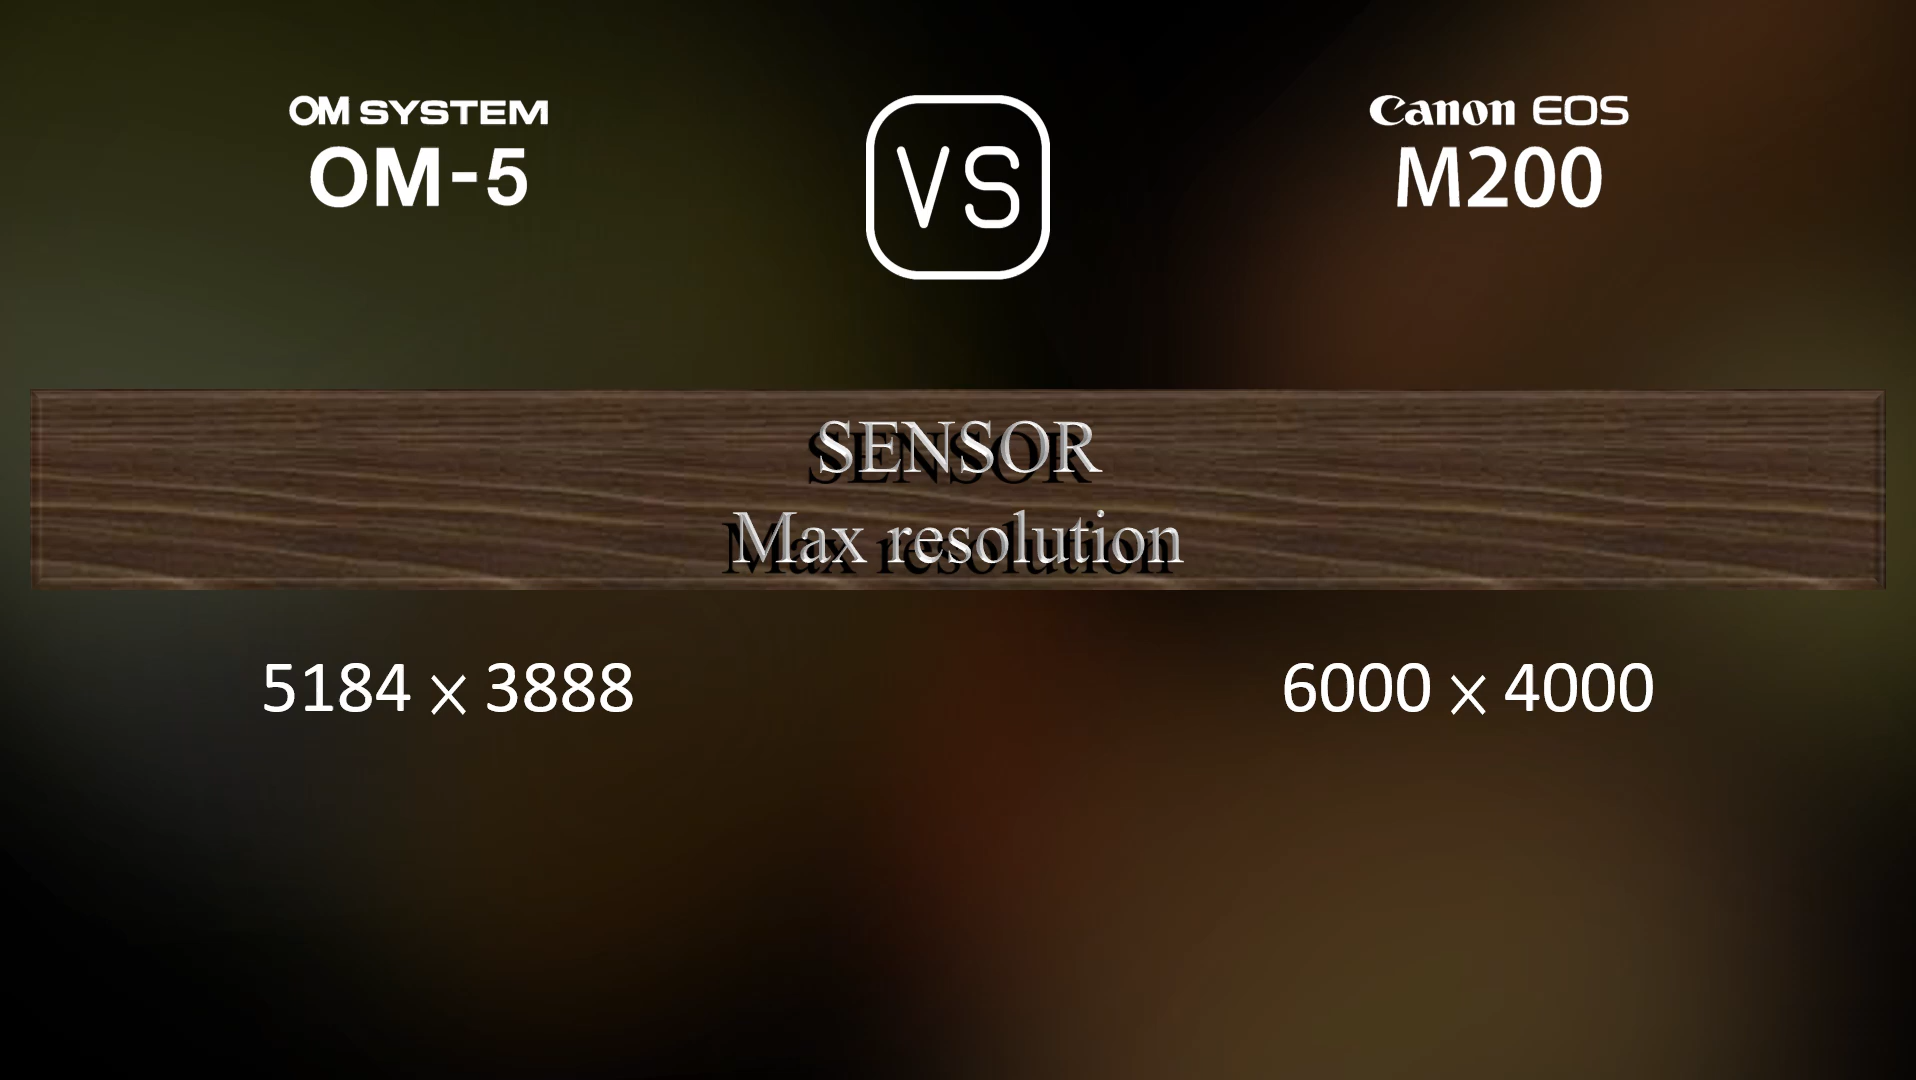 OM SYSTEM
OM-5
VS
Canon EOS
M200
SENSOR
Max resolution
5184 x 3888
6000 x 4000